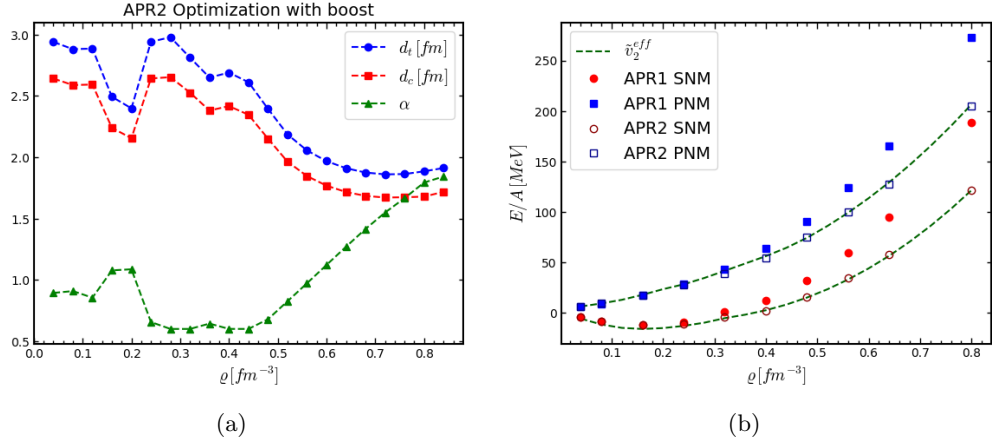 APR2 Optimization with boost
3.0
2.5
2.0
1.5
1.0
0.5
0.0 0.1 0.2 0.3 0.4 0.5 0.6 0.7 0.8
ϱ [fm⁻³]
d_t [fm]
d_c [fm]
α
(a)
E/A [MeV]
250
200
150
100
50
0
0.1 0.2 0.3 0.4 0.5 0.6 0.7 0.8
ϱ [fm⁻³]
ṽ₂^{eff}
APR1 SNM
APR1 PNM
APR2 SNM
APR2 PNM
(b)